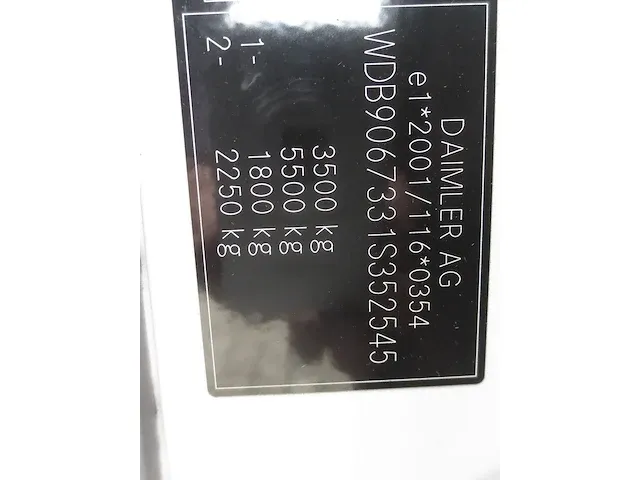 DAIMLER AG
e1*2001/116*0354
WDB9067331S352545
3500 kg
5500 kg
1- 1800 kg
2- 2250 kg